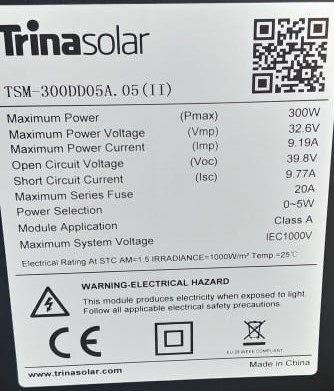 Trinasolar
TSM-300DD05A.05(II)
Maximum Power (Pmax) 300W
Maximum Power Voltage (Vmp) 32.6V
Maximum Power Current (Imp) 9.19A
Open Circuit Voltage (Voc) 39.8V
Short Circuit Current (Isc) 9.77A
Maximum Series Fuse 20A
Power Selection 0~5W
Module Application Class A
Maximum System Voltage IEC1000V
Electrical Rating At STC AM=1.5 IRRADIANCE=1000W/m² Temp.=25℃
WARNING-ELECTRICAL HAZARD
This module produces electricity when exposed to light
Follow all applicable electrical safety precautions
CE
EU-28 WEEE COMPLIANT
www.trinasolar.com
Made in China